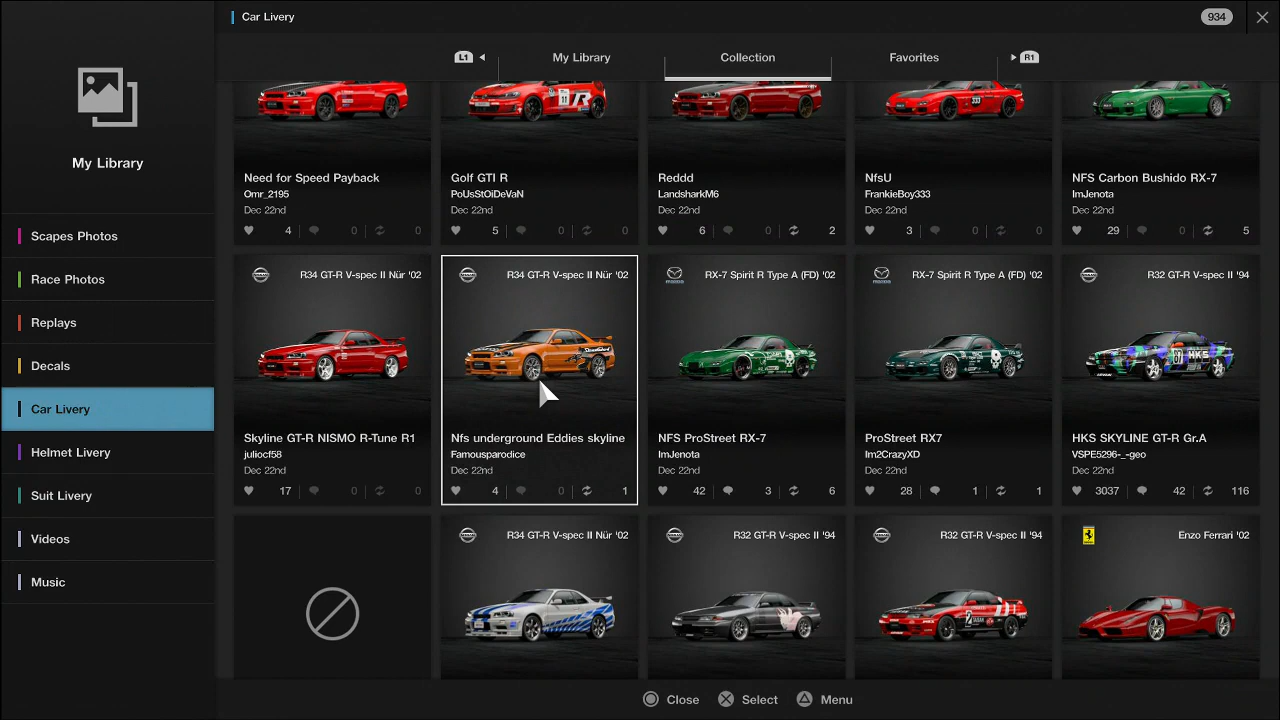 Car Livery
934
L1
My Library
Collection
Favorites
R1
My Library
Scapes Photos
Race Photos
Replays
Decals
Car Livery
Helmet Livery
Suit Livery
Videos
Music
Need for Speed Payback
Omr_2195
Dec 22nd
4 0 0
Golf GTI R
PoUsStOiDeVaN
Dec 22nd
5 0 0
11 R
Reddd
LandsharkM6
Dec 22nd
6 0 2
333
NfsU
FrankieBoy333
Dec 22nd
3 0 0
NFS Carbon Bushido RX-7
ImJenota
Dec 22nd
29 0 5
R34 GT-R V-spec II Nür '02
Skyline GT-R NISMO R-Tune R1
juliocf58
Dec 22nd
17 0 0
R34 GT-R V-spec II Nür '02
Nfs underground Eddies skyline
Famousparodice
Dec 22nd
4 0 1
RX-7 Spirit R Type A (FD) '02
NFS ProStreet RX-7
ImJenota
Dec 22nd
42 3 6
RX-7 Spirit R Type A (FD) '02
ProStreet RX7
Im2CrazyXD
Dec 22nd
28 1 1
R32 GT-R V-spec II '94
HKS
HKS SKYLINE GT-R Gr.A
VSPE5296-_-geo
Dec 22nd
3037 42 116
R34 GT-R V-spec II Nür '02
R32 GT-R V-spec II '94
R32 GT-R V-spec II '94
Enzo Ferrari '02
Close
Select
Menu